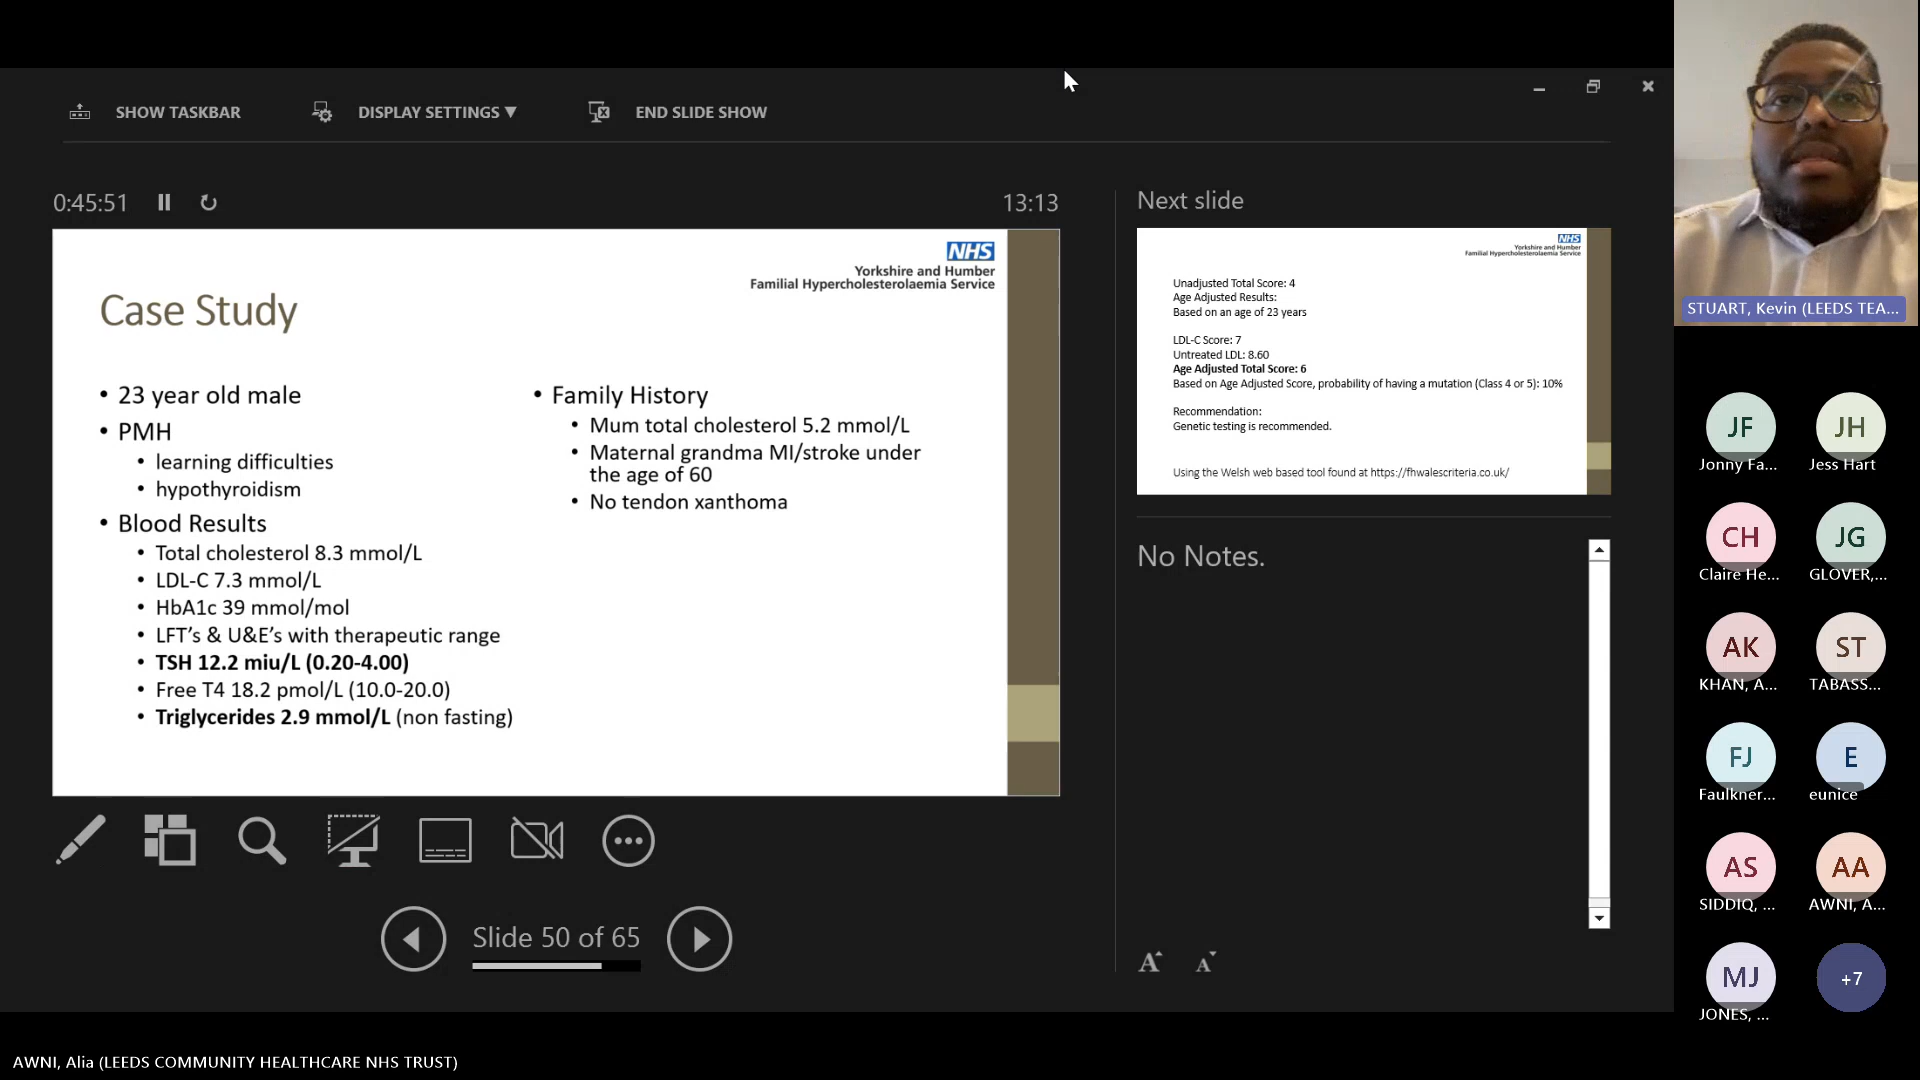 SHOW TASKBAR
DISPLAY SETTINGS ▼
END SLIDE SHOW
0:45:51
13:13
NHS
Yorkshire and Humber
Familial Hypercholesterolaemia Service
Case Study
• 23 year old male
• PMH
• learning difficulties
• hypothyroidism
• Blood Results
• Total cholesterol 8.3 mmol/L
• LDL-C 7.3 mmol/L
• HbA1c 39 mmol/mol
• LFT's & U&E's with therapeutic range
• TSH 12.2 miu/L (0.20-4.00)
• Free T4 18.2 pmol/L (10.0-20.0)
• Triglycerides 2.9 mmol/L (non fasting)
• Family History
• Mum total cholesterol 5.2 mmol/L
• Maternal grandma MI/stroke under
the age of 60
• No tendon xanthoma
Slide 50 of 65
Next slide
NHS
Yorkshire and Humber
Familial Hypercholesterolaemia Service
Unadjusted Total Score: 4
Age Adjusted Results:
Based on an age of 23 years
LDL-C Score: 7
Untreated LDL: 8.60
Age Adjusted Total Score: 6
Based on Age Adjusted Score, probability of having a mutation (Class 4 or 5): 10%
Recommendation:
Genetic testing is recommended.
Using the Welsh web based tool found at https://fhwalescriteria.co.uk/
No Notes.
A A
STUART, Kevin (LEEDS TEA...
JF
Jonny Fa...
JH
Jess Hart
CH
Claire He...
JG
GLOVER,...
AK
KHAN, A...
ST
TABASS...
FJ
Faulkner...
E
eunice
AS
SIDDIQ, ...
AA
AWNI, A...
MJ
JONES, ...
+7
AWNI, Alia (LEEDS COMMUNITY HEALTHCARE NHS TRUST)